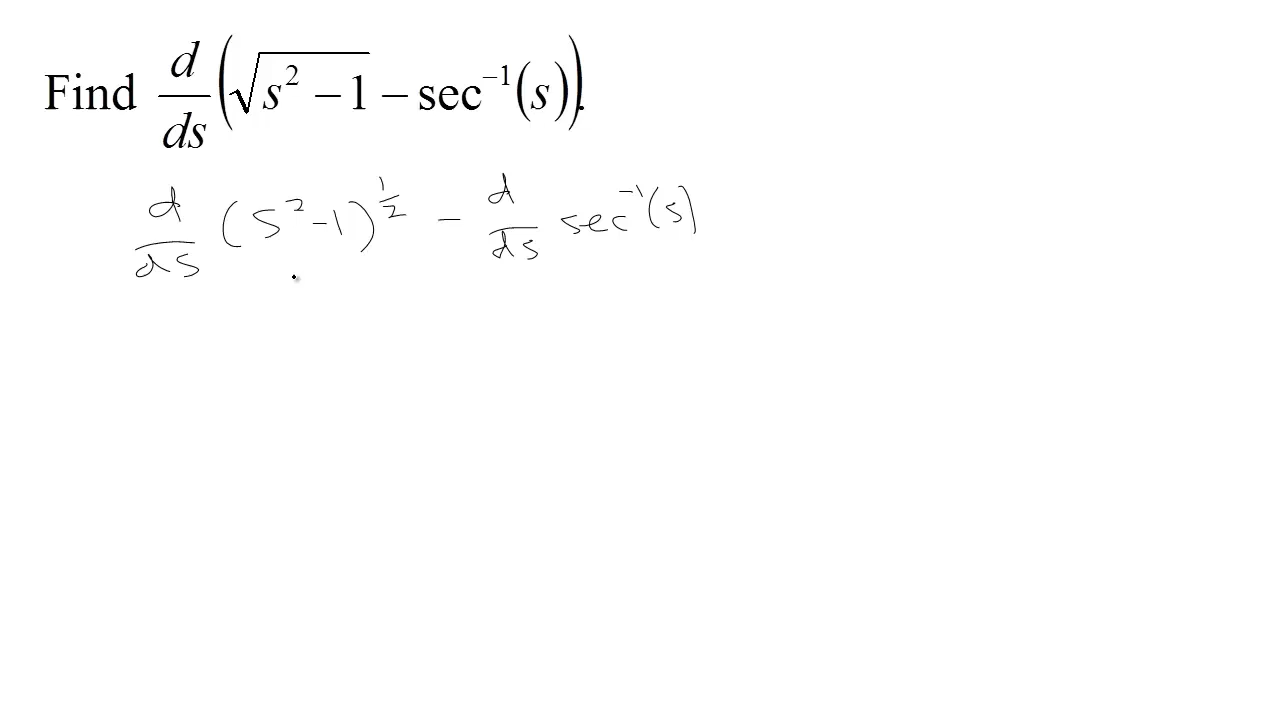 Find d/ds (√(s² − 1) − sec⁻¹(s)).
d/ds (s² − 1)^(1/2) − d/ds sec⁻¹(s)